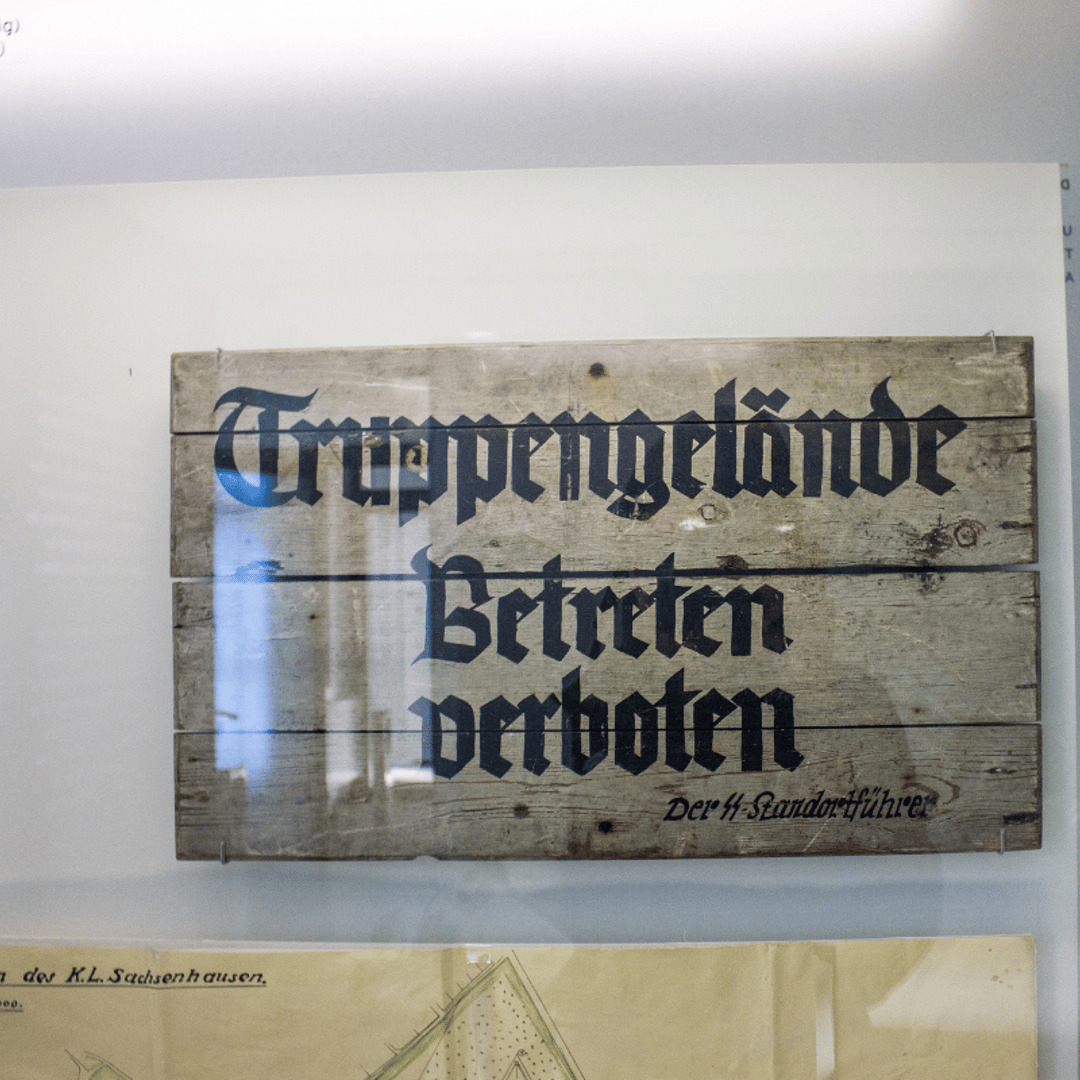 Truppengelände
Betreten
verboten
Der SS-Standortführer
des K.L. Sachsenhausen.